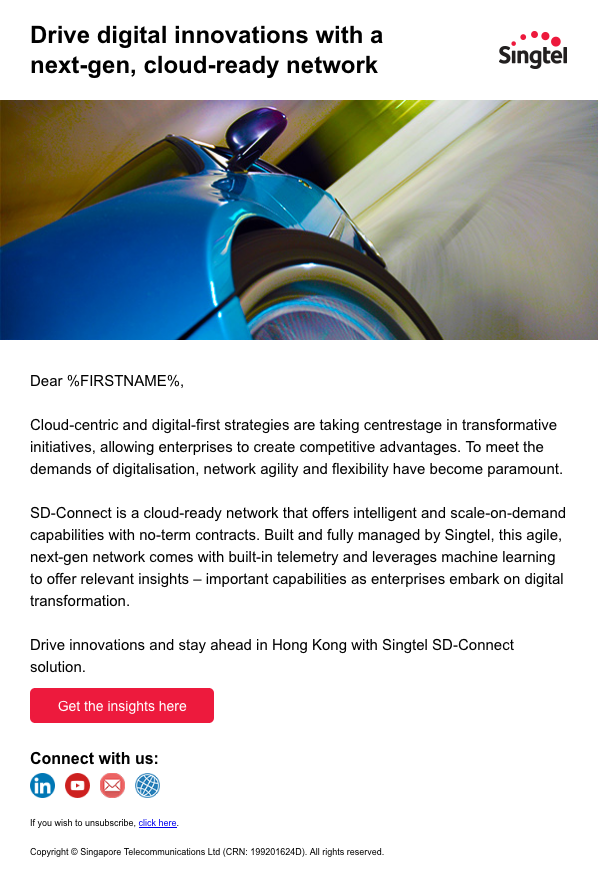 Drive digital innovations with a
next-gen, cloud-ready network
Singtel
Dear %FIRSTNAME%,
Cloud-centric and digital-first strategies are taking centrestage in transformative
initiatives, allowing enterprises to create competitive advantages. To meet the
demands of digitalisation, network agility and flexibility have become paramount.
SD-Connect is a cloud-ready network that offers intelligent and scale-on-demand
capabilities with no-term contracts. Built and fully managed by Singtel, this agile,
next-gen network comes with built-in telemetry and leverages machine learning
to offer relevant insights – important capabilities as enterprises embark on digital
transformation.
Drive innovations and stay ahead in Hong Kong with Singtel SD-Connect
solution.
Get the insights here
Connect with us:
in
If you wish to unsubscribe, click here.
Copyright © Singapore Telecommunications Ltd (CRN: 199201624D). All rights reserved.